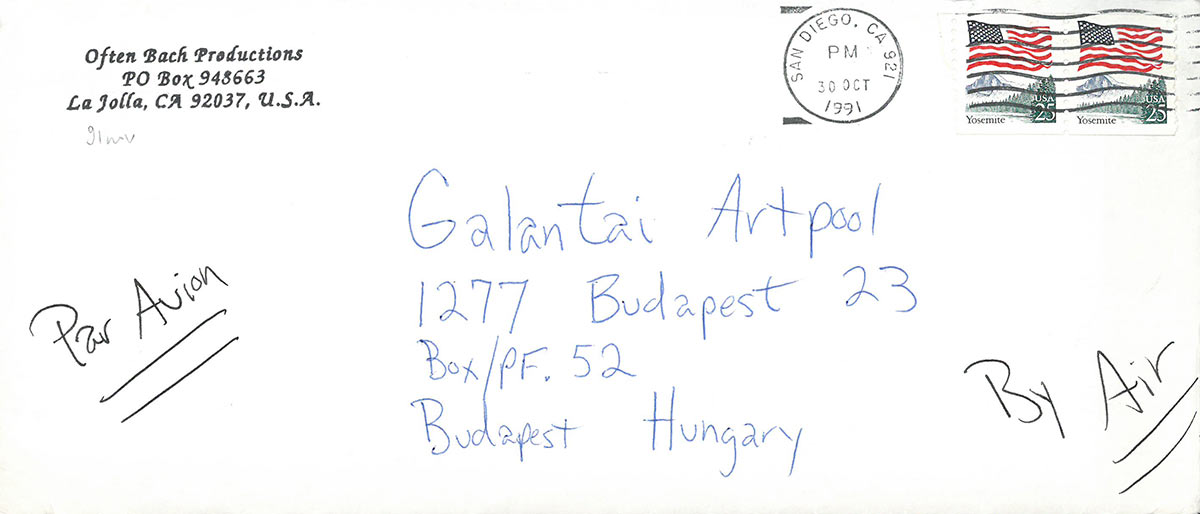 Often Bach Productions
PO Box 948663
La Jolla, CA 92037, U.S.A.
SAN DIEGO, CA 921
PM
30 OCT
1991
Yosemite
USA
25
Yosemite
USA
25
Galantai Artpool
1277 Budapest 23
Box/PF. 52
Budapest Hungary
Par Avion
By Air